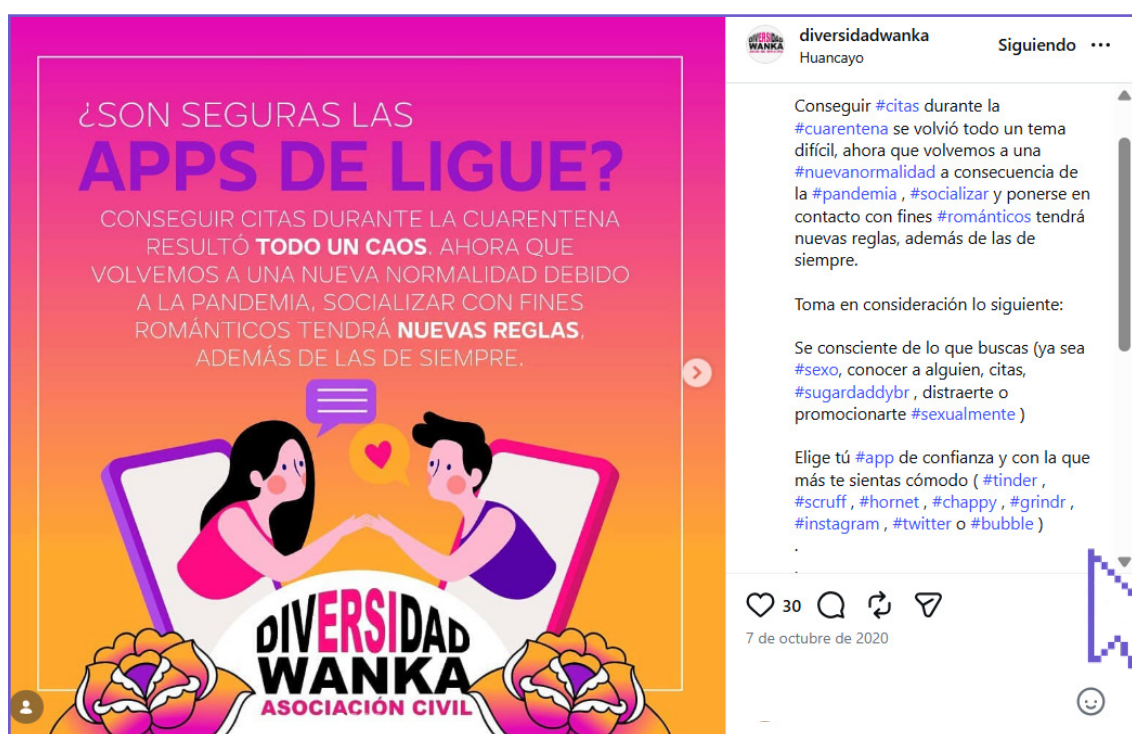 ¿SON SEGURAS LAS
APPS DE LIGUE?
CONSEGUIR CITAS DURANTE LA CUARENTENA
RESULTÓ TODO UN CAOS. AHORA QUE
VOLVEMOS A UNA NUEVA NORMALIDAD DEBIDO
A LA PANDEMIA, SOCIALIZAR CON FINES
ROMÁNTICOS TENDRÁ NUEVAS REGLAS,
ADEMÁS DE LAS DE SIEMPRE.
DIVERSIDAD
WANKA
ASOCIACIÓN CIVIL
DIVERSIDAD
WANKA
diversidadwanka
Huancayo
Siguiendo
Conseguir #citas durante la
#cuarentena se volvió todo un tema
difícil, ahora que volvemos a una
#nuevanormalidad a consecuencia de
la #pandemia , #socializar y ponerse en
contacto con fines #románticos tendrá
nuevas reglas, además de las de
siempre.
Toma en consideración lo siguiente:
Se consciente de lo que buscas (ya sea
#sexo, conocer a alguien, citas,
#sugardaddybr , distraerte o
promocionarte #sexualmente )
Elige tú #app de confianza y con la que
más te sientas cómodo ( #tinder ,
#scruff , #hornet , #chappy , #grindr ,
#instagram , #twitter o #bubble )
.
.
30
7 de octubre de 2020